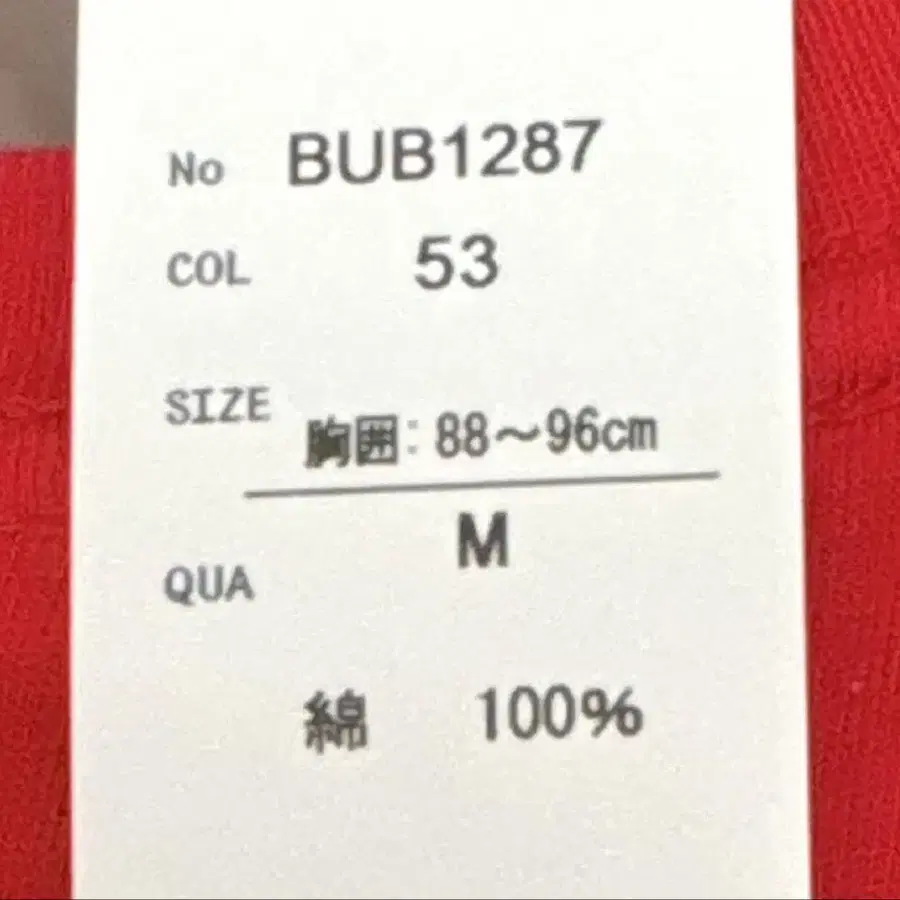 No BUB1287
COL 53
SIZE 胸囲: 88～96cm
M
QUA
綿 100%